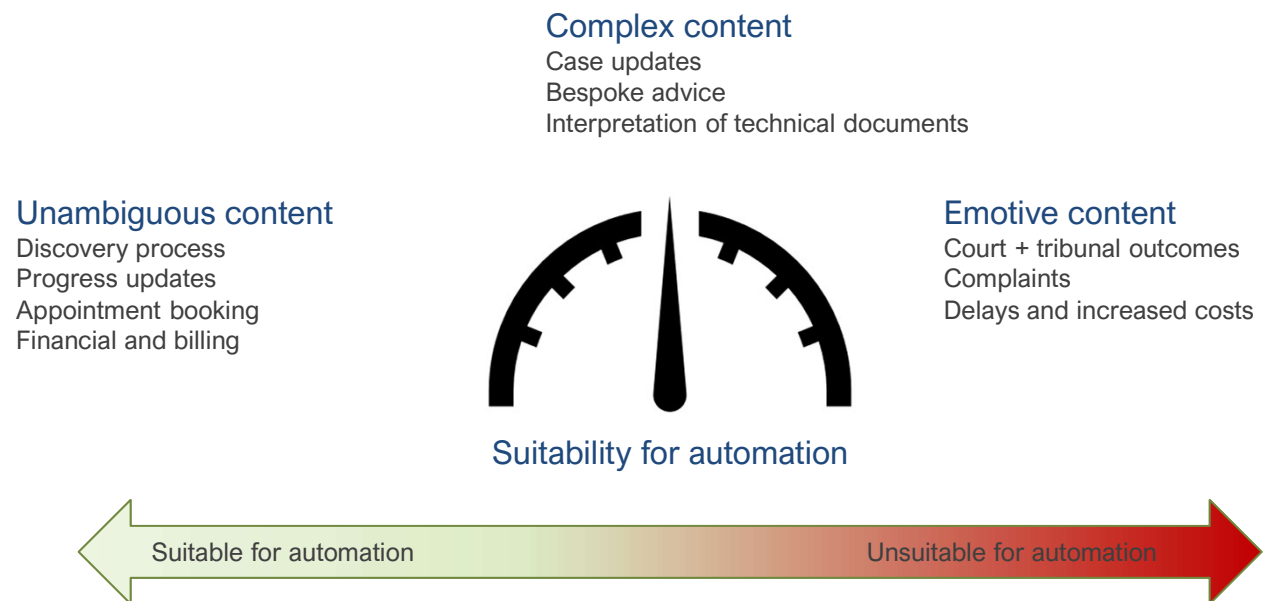 Complex content
Case updates
Bespoke advice
Interpretation of technical documents
Unambiguous content
Discovery process
Progress updates
Appointment booking
Financial and billing
Emotive content
Court + tribunal outcomes
Complaints
Delays and increased costs
Suitability for automation
Suitable for automation
Unsuitable for automation